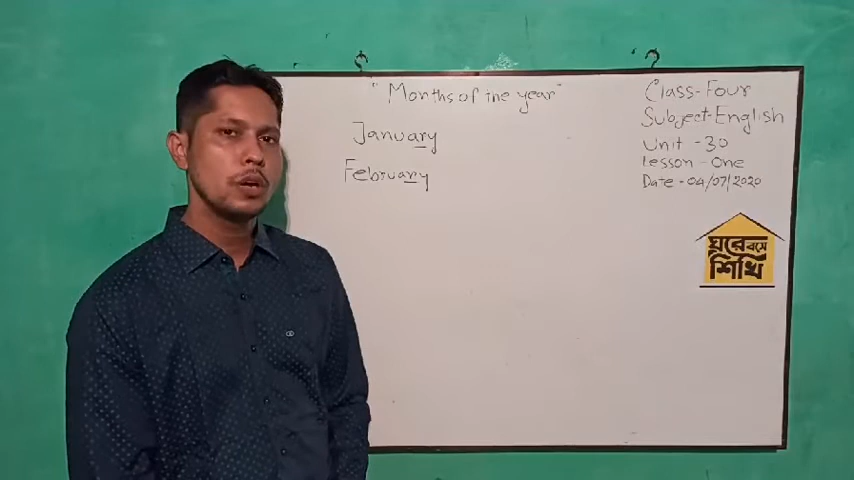 "Months of the year"
January
February
Class-Four
Subject-English
Unit - 30
Lesson - One
Date - 04/07/2020
ঘরে বসে
শিখি